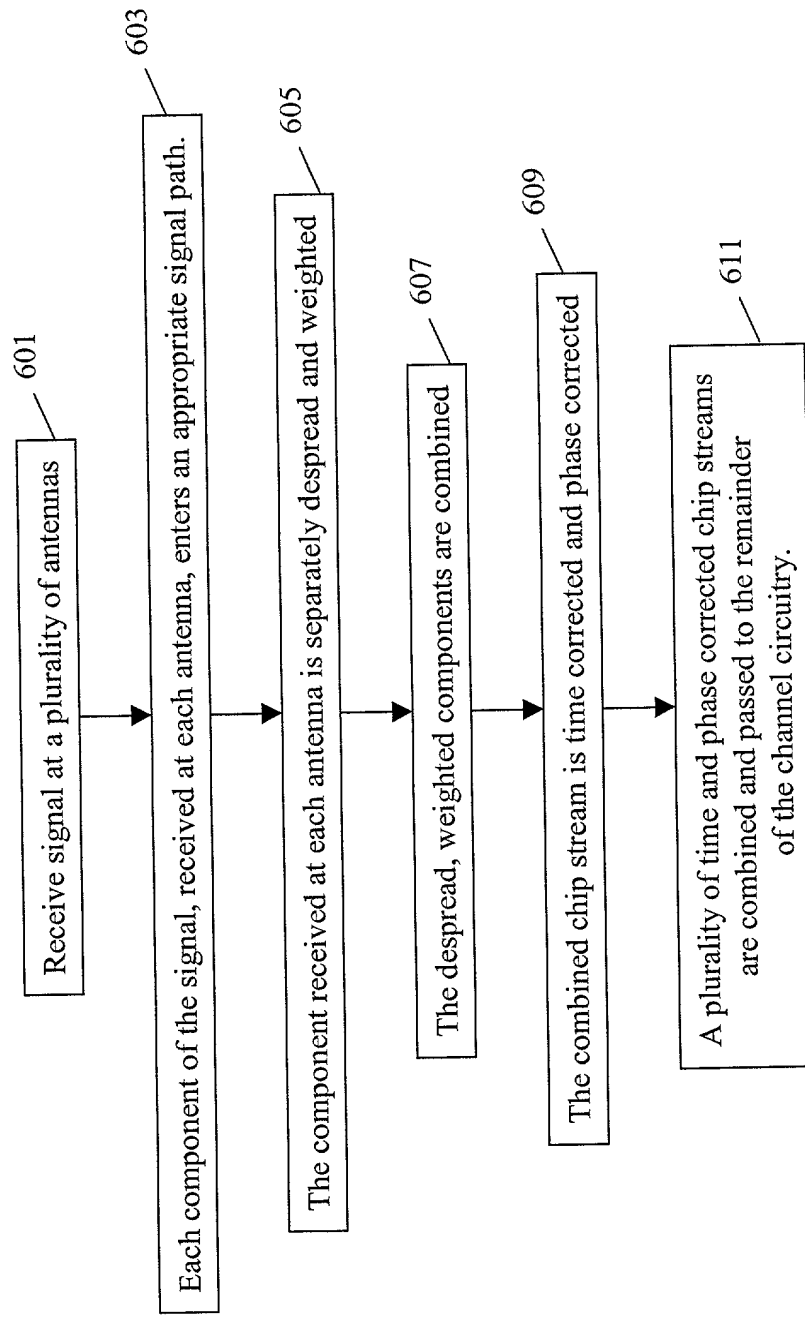 601
Receive signal at a plurality of antennas
603
Each component of the signal, received at each antenna, enters an appropriate signal path.
605
The component received at each antenna is separately despread and weighted
607
The despread, weighted components are combined
609
The combined chip stream is time corrected and phase corrected
611
A plurality of time and phase corrected chip streams
are combined and passed to the remainder
of the channel circuitry.